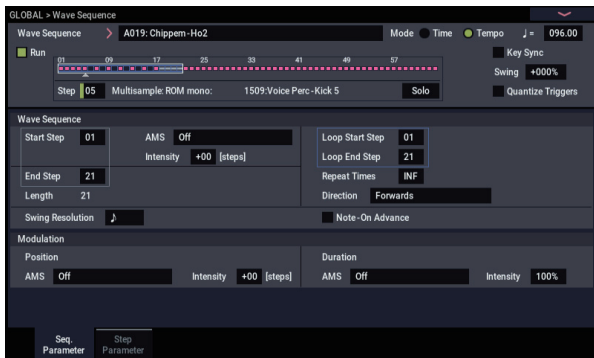 GLOBAL > Wave Sequence
Wave Sequence > A019: Chippem-Ho2 Mode Time Tempo ♩ = 096.00
Run Key Sync
01 09 17 25 33 41 49 57
Swing +000%
Step 05 Multisample: ROM mono: 1509:Voice Perc-Kick 5 Solo Quantize Triggers
Wave Sequence
Start Step 01 AMS Off Loop Start Step 01
Intensity +00 [steps] Loop End Step 21
End Step 21 Repeat Times INF
Length 21 Direction Forwards
Swing Resolution ♪ Note-On Advance
Modulation
Position Duration
AMS Off Intensity +00 [steps] AMS Off Intensity 100%
Seq. Parameter Step Parameter